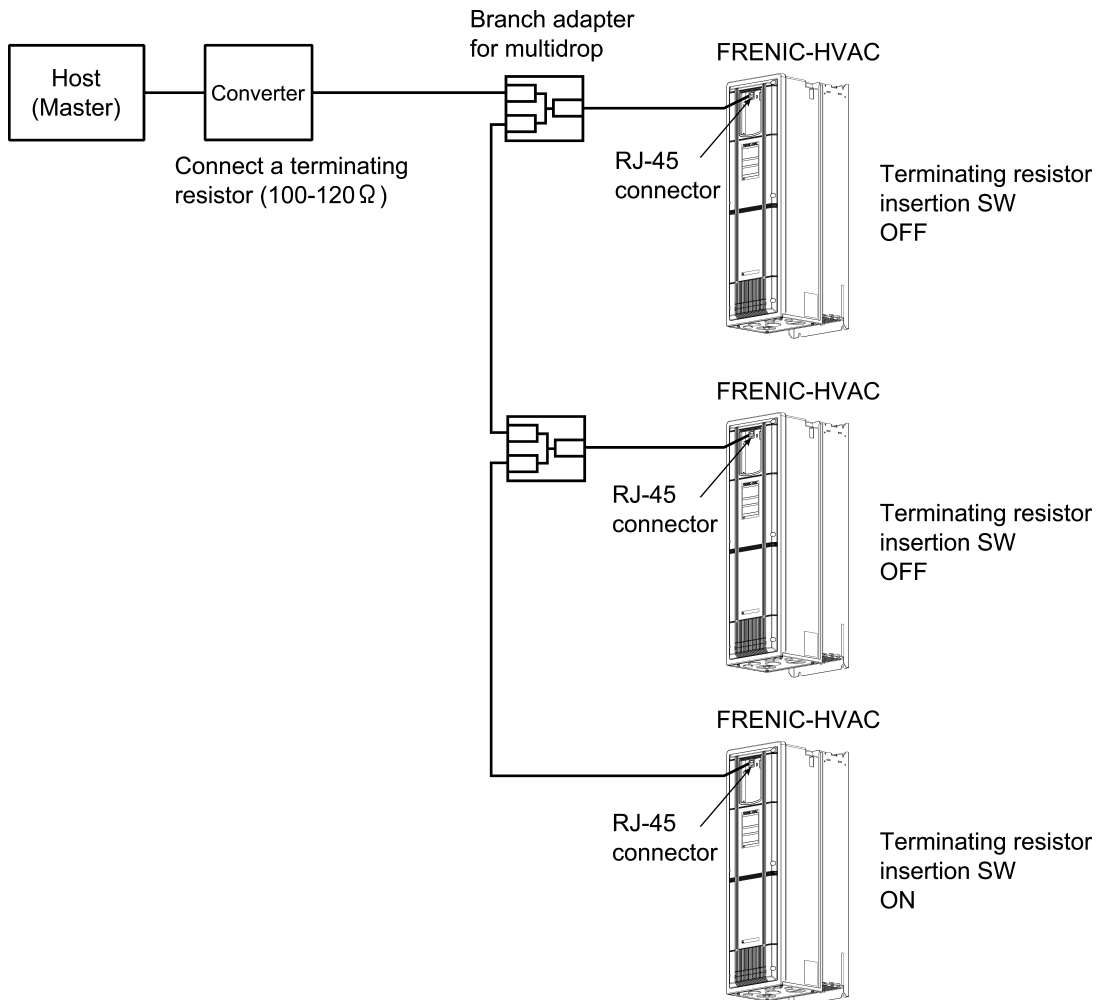 Branch adapter
for multidrop
FRENIC-HVAC
Host
(Master)
Converter
Connect a terminating
resistor (100-120Ω)
RJ-45
connector
Terminating resistor
insertion SW
OFF
FRENIC-HVAC
RJ-45
connector
Terminating resistor
insertion SW
OFF
FRENIC-HVAC
RJ-45
connector
Terminating resistor
insertion SW
ON